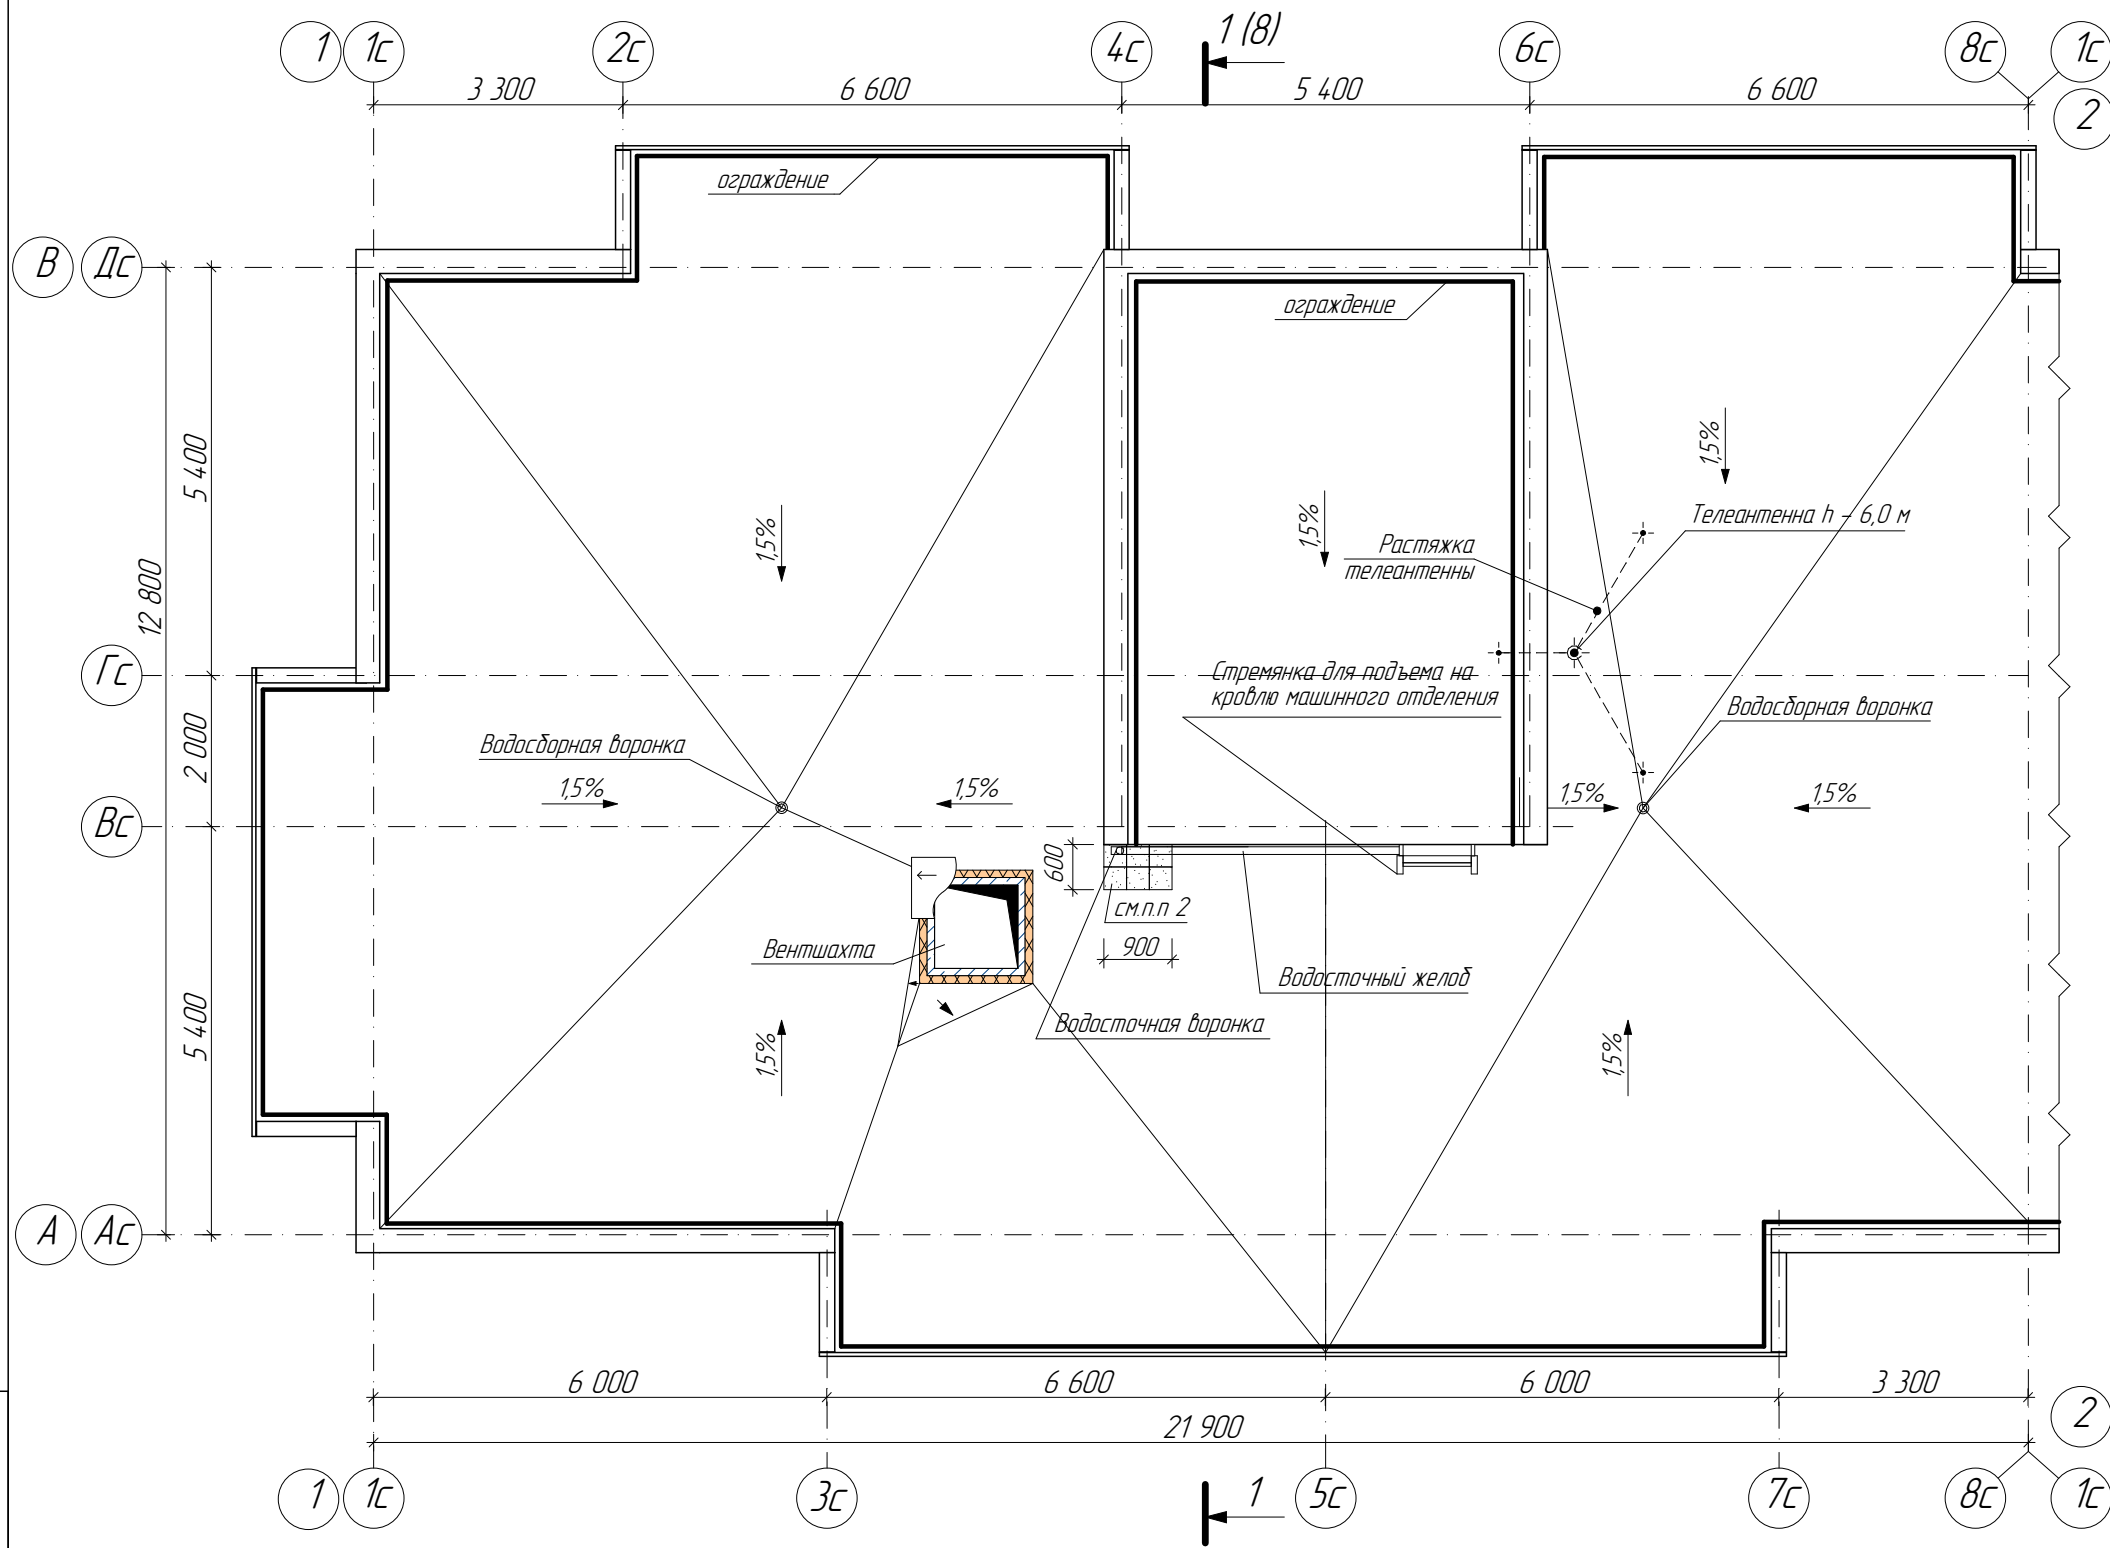 1 (8)
1 1с 2с 4с 6с 8с 1с
2
3 300 6 600 5 400 6 600
ограждение
В Дс
ограждение
5 400
1,5%
1,5%
1,5%
Телеантенна h – 6,0 м
Растяжка
телеантенны
12 800
Гс
Стремянка для подъема на
кровлю машинного отделения
Водосборная воронка
2 000
Водосборная воронка
1,5% 1,5% 1,5% 1,5%
Вс
600
см.п.п 2
Вентшахта
900
Водосточный желоб
5 400
Водосточная воронка
1,5%
1,5%
А Ас
6 000 6 600 6 000 3 300
2
21 900
1 1с 3с 1 5с 7с 8с 1с